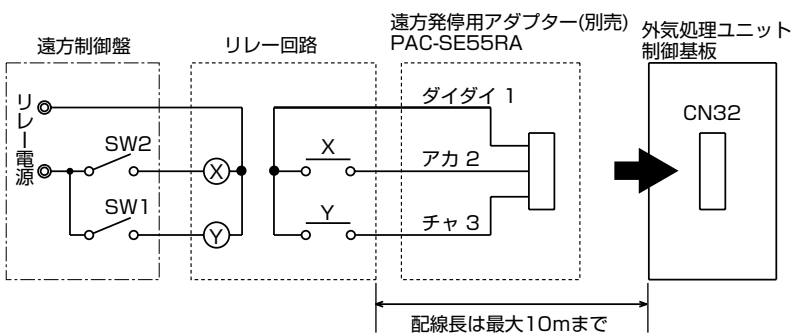 遠方制御盤
リレー回路
遠方発停用アダプター(別売)
PAC-SE55RA
外気処理ユニット
制御基板
リレー電源
SW2
SW1
X
Y
X
Y
ダイダイ 1
アカ 2
チャ 3
CN32
配線長は最大10mまで